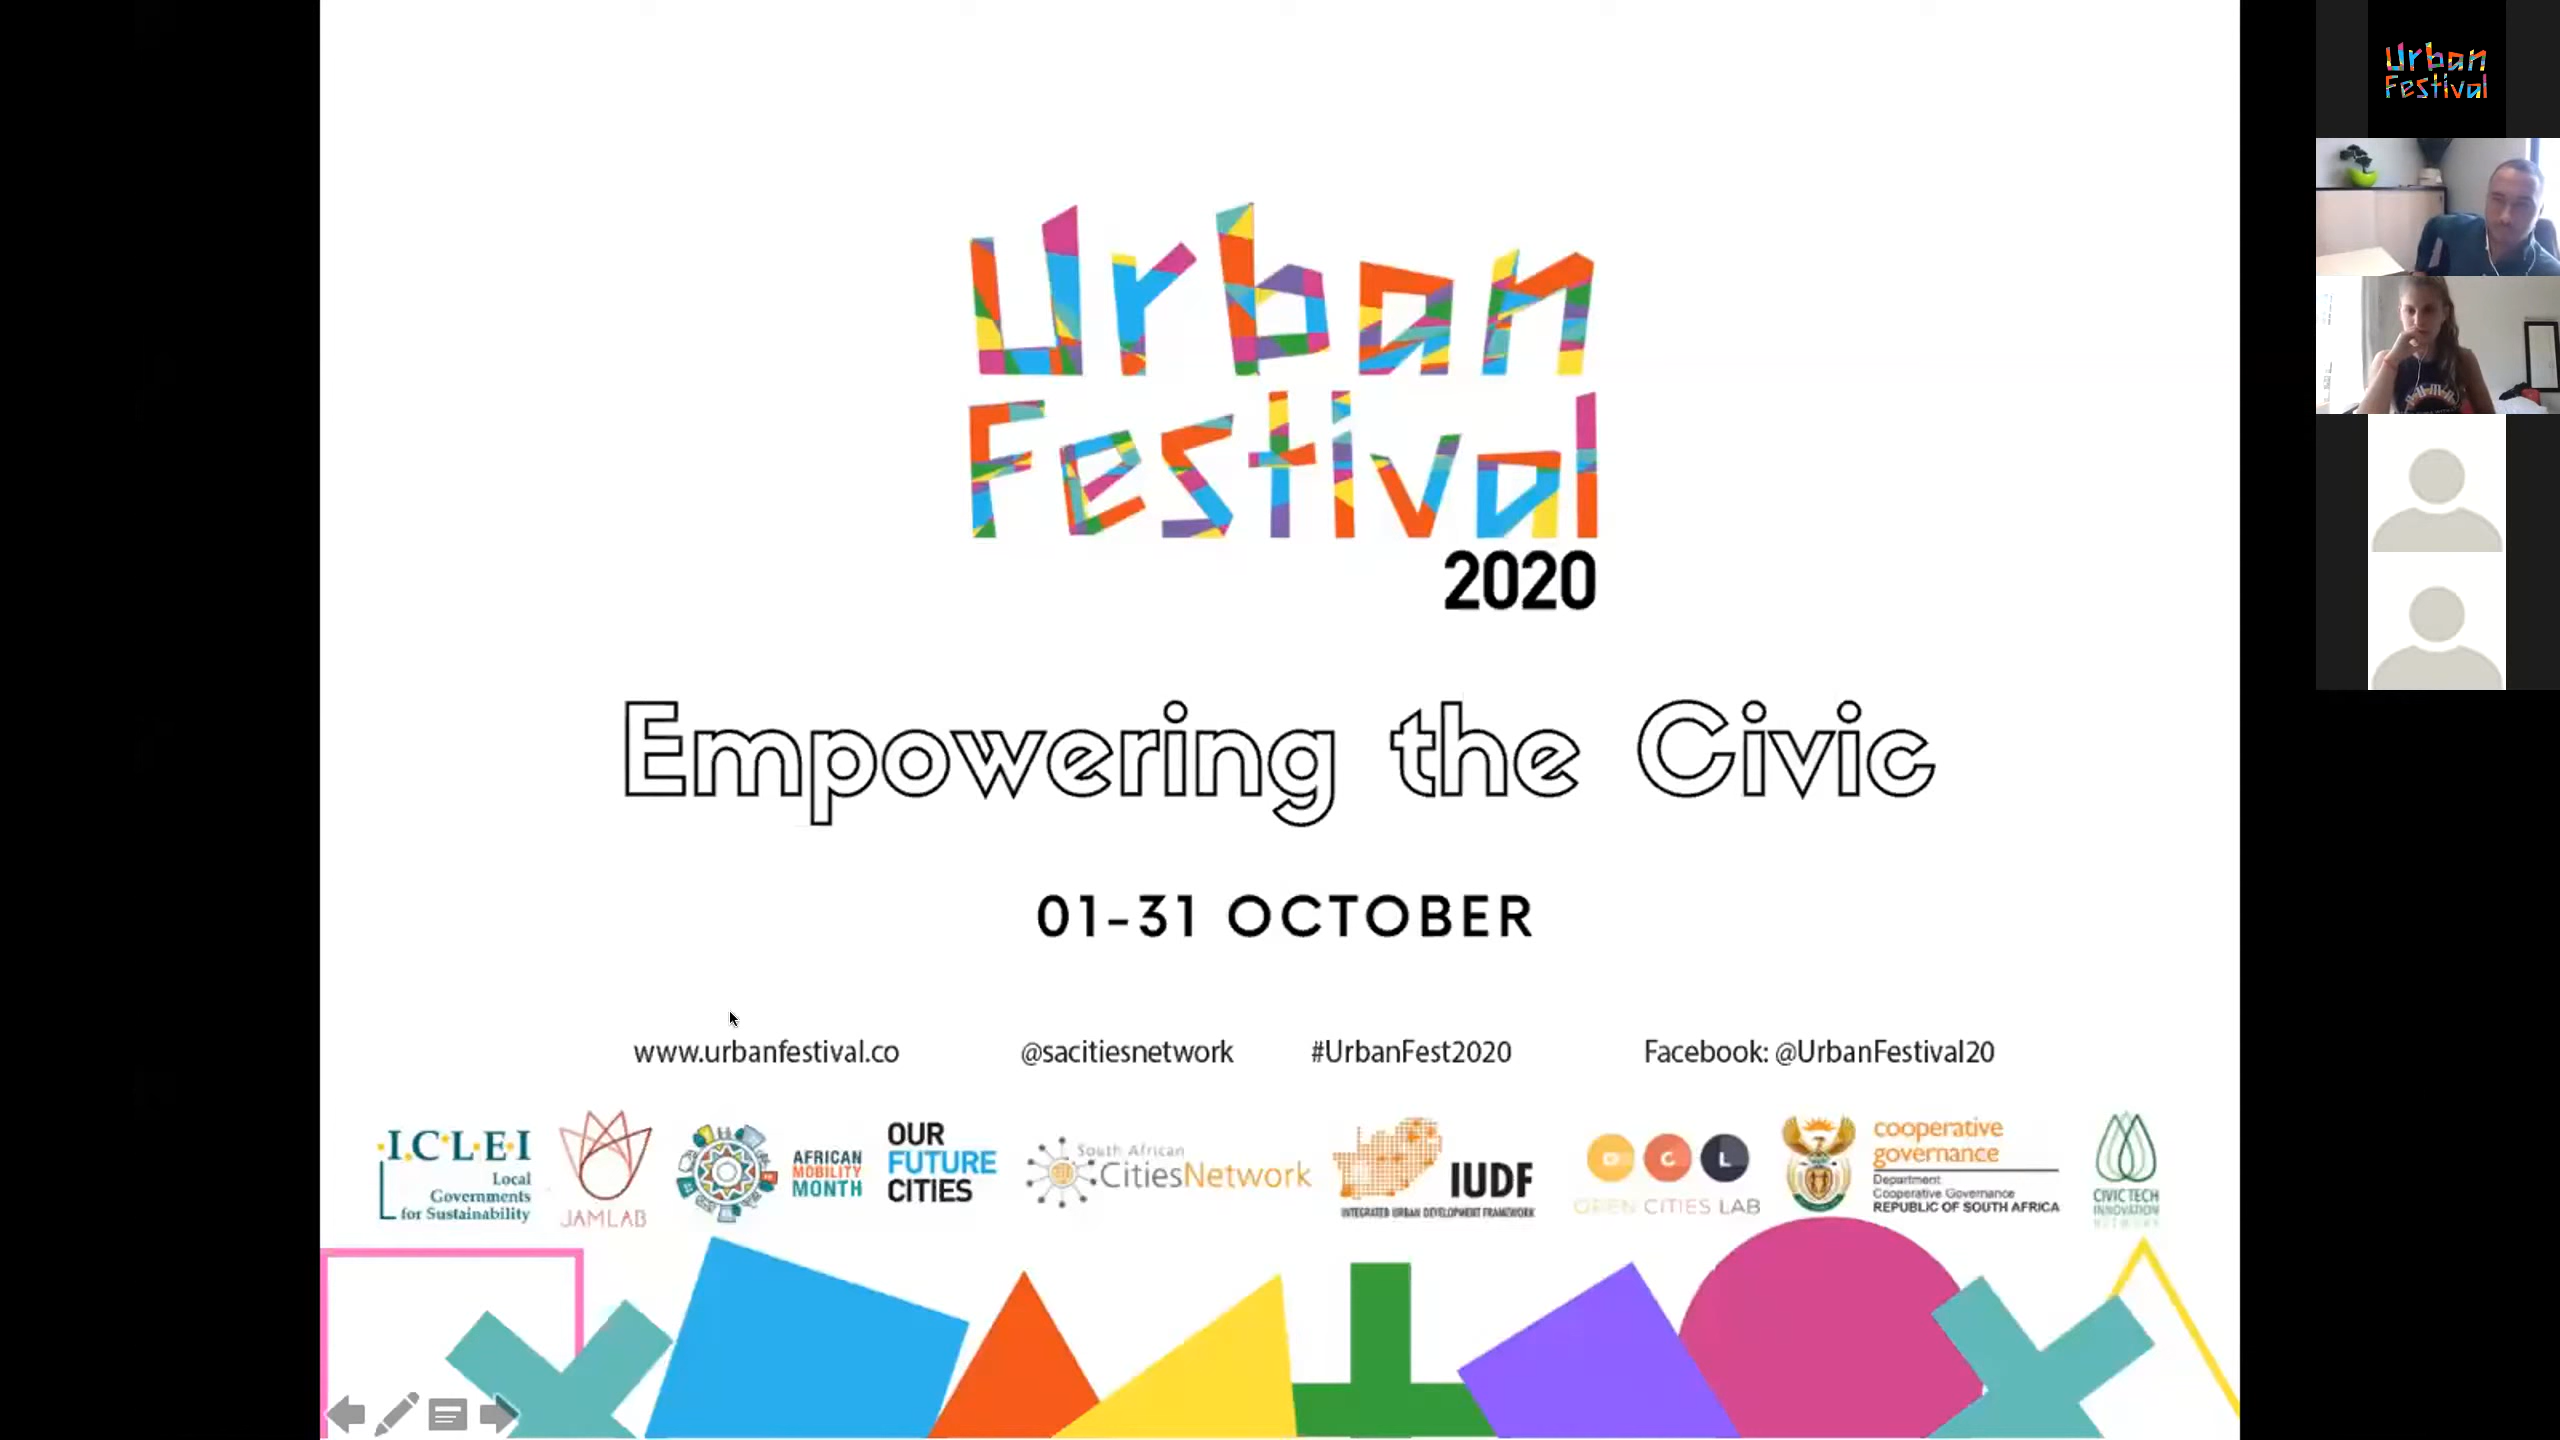 Urban
Festival
2020
Empowering the Civic
01-31 OCTOBER
www.urbanfestival.co
@sacitiesnetwork
#UrbanFest2020
Facebook: @UrbanFestival20
I.C.L.E.I
Local
Governments
for Sustainability
JAMLAB
AFRICAN
MOBILITY
MONTH
OUR
FUTURE
CITIES
South African
CitiesNetwork
IUDF
INTEGRATED URBAN DEVELOPMENT FRAMEWORK
O C L
OPEN CITIES LAB
cooperative
governance
Department:
Cooperative Governance
REPUBLIC OF SOUTH AFRICA
CIVIC TECH
INNOVATION
NETWORK
Urban
Festival